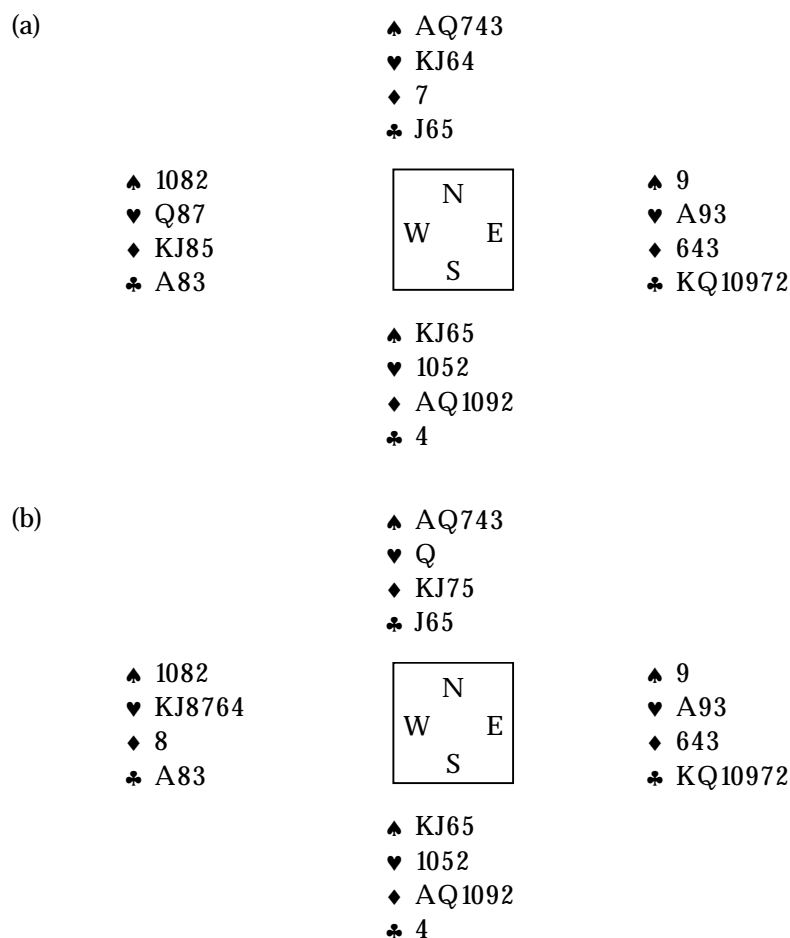 (a) ♠ AQ743
♥ KJ64
♦ 7
♣ J65
♠ 1082 N ♠ 9
♥ Q87 W E ♥ A93
♦ KJ85 S ♦ 643
♣ A83 ♣ KQ10972
♠ KJ65
♥ 1052
♦ AQ1092
♣ 4
(b) ♠ AQ743
♥ Q
♦ KJ75
♣ J65
♠ 1082 N ♠ 9
♥ KJ8764 W E ♥ A93
♦ 8 S ♦ 643
♣ A83 ♣ KQ10972
♠ KJ65
♥ 1052
♦ AQ1092
♣ 4